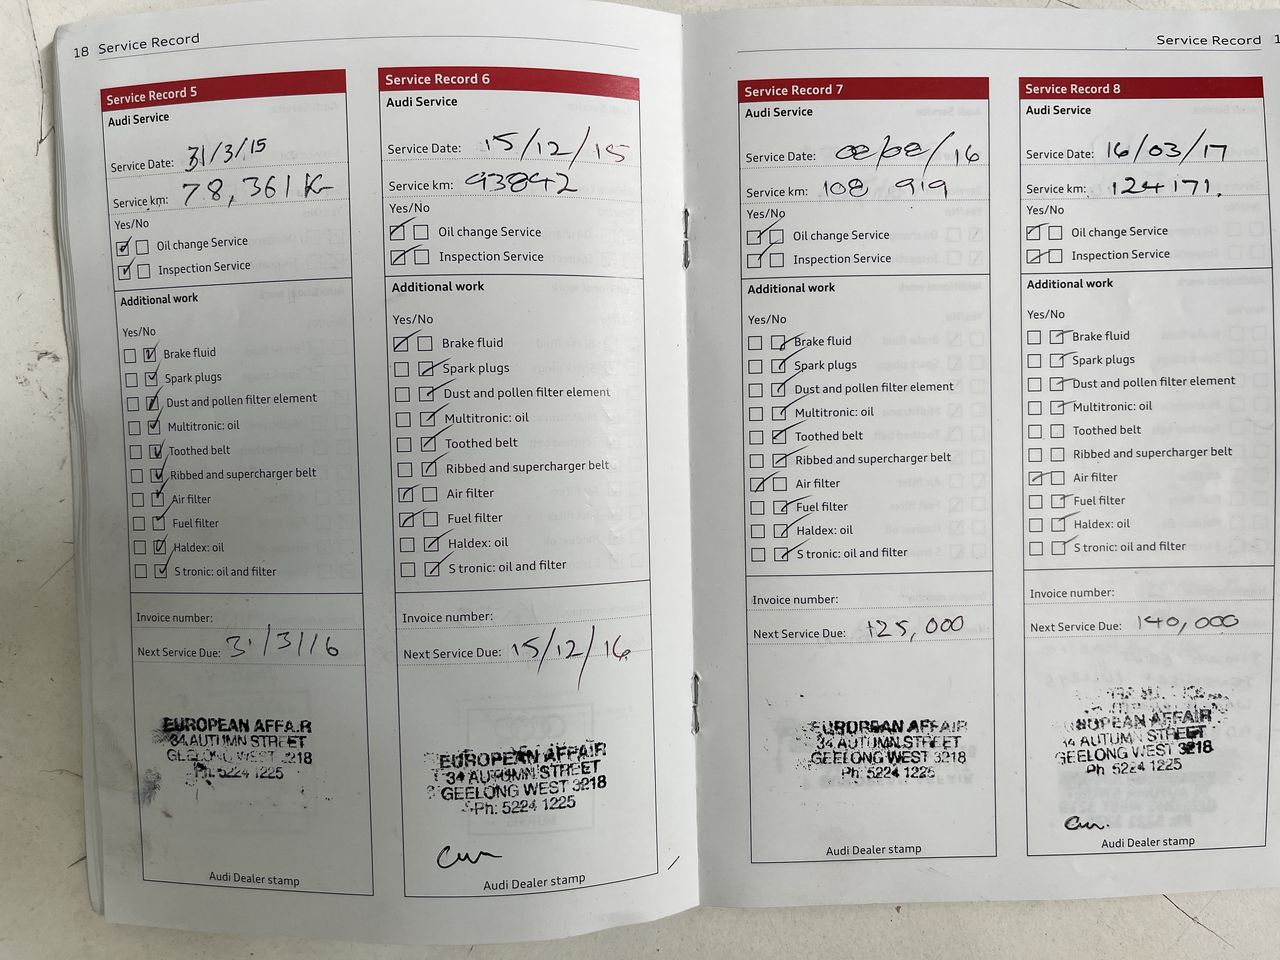 18 Service Record
Service Record 5
Audi Service
Service Date: 31/3/15
Service km: 78,361 K
Yes/No
Oil change Service
Inspection Service
Additional work
Yes/No
Brake fluid
Spark plugs
Dust and pollen filter element
Multitronic: oil
Toothed belt
Ribbed and supercharger belt
Air filter
Fuel filter
Haldex: oil
S tronic: oil and filter
Invoice number:
Next Service Due: 31/3/16
EUROPEAN AFFAIR
34 AUTUMN STREET
GEELONG WEST 3218
Ph: 5224 1225
Audi Dealer stamp
Service Record 6
Audi Service
Service Date: 15/12/15
Service km: 93842
Yes/No
Oil change Service
Inspection Service
Additional work
Yes/No
Brake fluid
Spark plugs
Dust and pollen filter element
Multitronic: oil
Toothed belt
Ribbed and supercharger belt
Air filter
Fuel filter
Haldex: oil
S tronic: oil and filter
Invoice number:
Next Service Due: 15/12/16
EUROPEAN AFFAIR
34 AUTUMN STREET
GEELONG WEST 3218
Ph: 5224 1225
Audi Dealer stamp
Service Record
Service Record 7
Audi Service
Service Date: 02/08/16
Service km: 108 919
Yes/No
Oil change Service
Inspection Service
Additional work
Yes/No
Brake fluid
Spark plugs
Dust and pollen filter element
Multitronic: oil
Toothed belt
Ribbed and supercharger belt
Air filter
Fuel filter
Haldex: oil
S tronic: oil and filter
Invoice number:
Next Service Due: 125,000
EUROPEAN AFFAIR
34 AUTUMN STREET
GEELONG WEST 3218
Ph: 5224 1225
Audi Dealer stamp
Service Record 8
Audi Service
Service Date: 16/03/17
Service km: 124171.
Yes/No
Oil change Service
Inspection Service
Additional work
Yes/No
Brake fluid
Spark plugs
Dust and pollen filter element
Multitronic: oil
Toothed belt
Ribbed and supercharger belt
Air filter
Fuel filter
Haldex: oil
S tronic: oil and filter
Invoice number:
Next Service Due: 140,000
EUROPEAN AFFAIR
34 AUTUMN STREET
GEELONG WEST 3218
Ph 5224 1225
Audi Dealer stamp